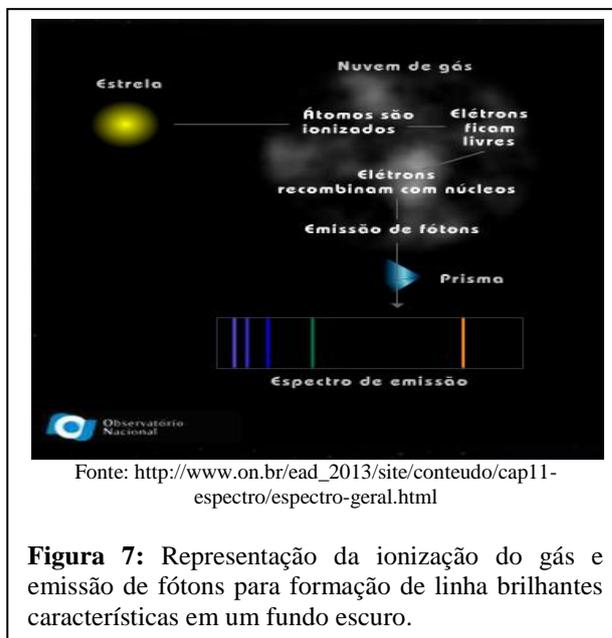 Nuvem de gás
Estrela
Átomos são
ionizados
Elétrons
ficam
livres
Elétrons
recombinam com núcleos
Emissão de fótons
Prisma
Espectro de emissão
Observatório
Nacional
Fonte: http://www.on.br/ead_2013/site/conteudo/cap11-
espectro/espectro-geral.html
Figura 7: Representação da ionização do gás e
emissão de fótons para formação de linha brilhantes
características em um fundo escuro.